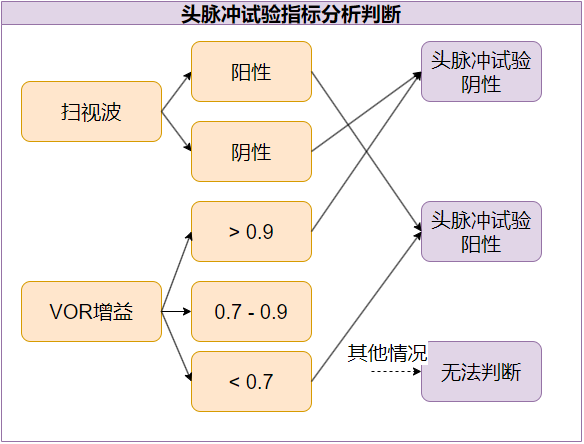 头脉冲试验指标分析判断
扫视波
阳性
阴性
头脉冲试验
阴性
VOR增益
> 0.9
0.7 - 0.9
< 0.7
头脉冲试验
阳性
其他情况
无法判断